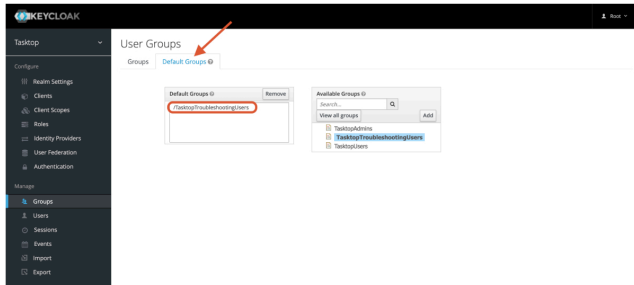 KEYCLOAK
Root
Tasktop
User Groups
Groups
Default Groups
Configure
Realm Settings
Clients
Client Scopes
Roles
Identity Providers
User Federation
Authentication
Manage
Groups
Users
Sessions
Events
Import
Export
Default Groups
Remove
/TasktopTroubleshootingUsers
Available Groups
Search...
View all groups
Add
TasktopAdmins
TasktopTroubleshootingUsers
TasktopUsers